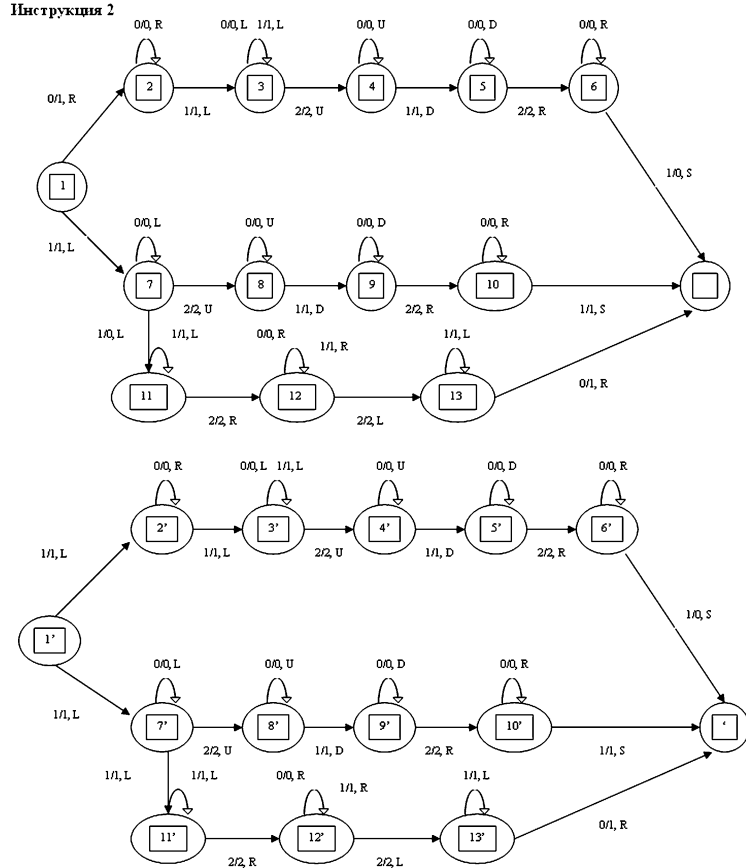 Инструкция 2
0/0, R 0/0, L 1/1, L 0/0, U 0/0, D 0/0, R
2 3 4 5 6
0/1, R
1/1, L 2/2, U 1/1, D 2/2, R
1/0, S
1
0/0, L 0/0, U 0/0, D 0/0, R
1/1, L
7 8 9 10
2/2, U 1/1, D 2/2, R 1/1, S
1/0, L 1/1, L 0/0, R 1/1, R 1/1, L
11 12 13
0/1, R
2/2, R 2/2, L
0/0, R 0/0, L 1/1, L 0/0, U 0/0, D 0/0, R
2’ 3’ 4’ 5’ 6’
1/1, L
1/1, L 2/2, U 1/1, D 2/2, R
1/0, S
1’
0/0, L 0/0, U 0/0, D 0/0, R
1/1, L
7’ 8’ 9’ 10’ ‘
2/2, U 1/1, D 2/2, R 1/1, S
1/1, L 1/1, L 0/0, R 1/1, R 1/1, L
11’ 12’ 13’
0/1, R
2/2, R 2/2, L